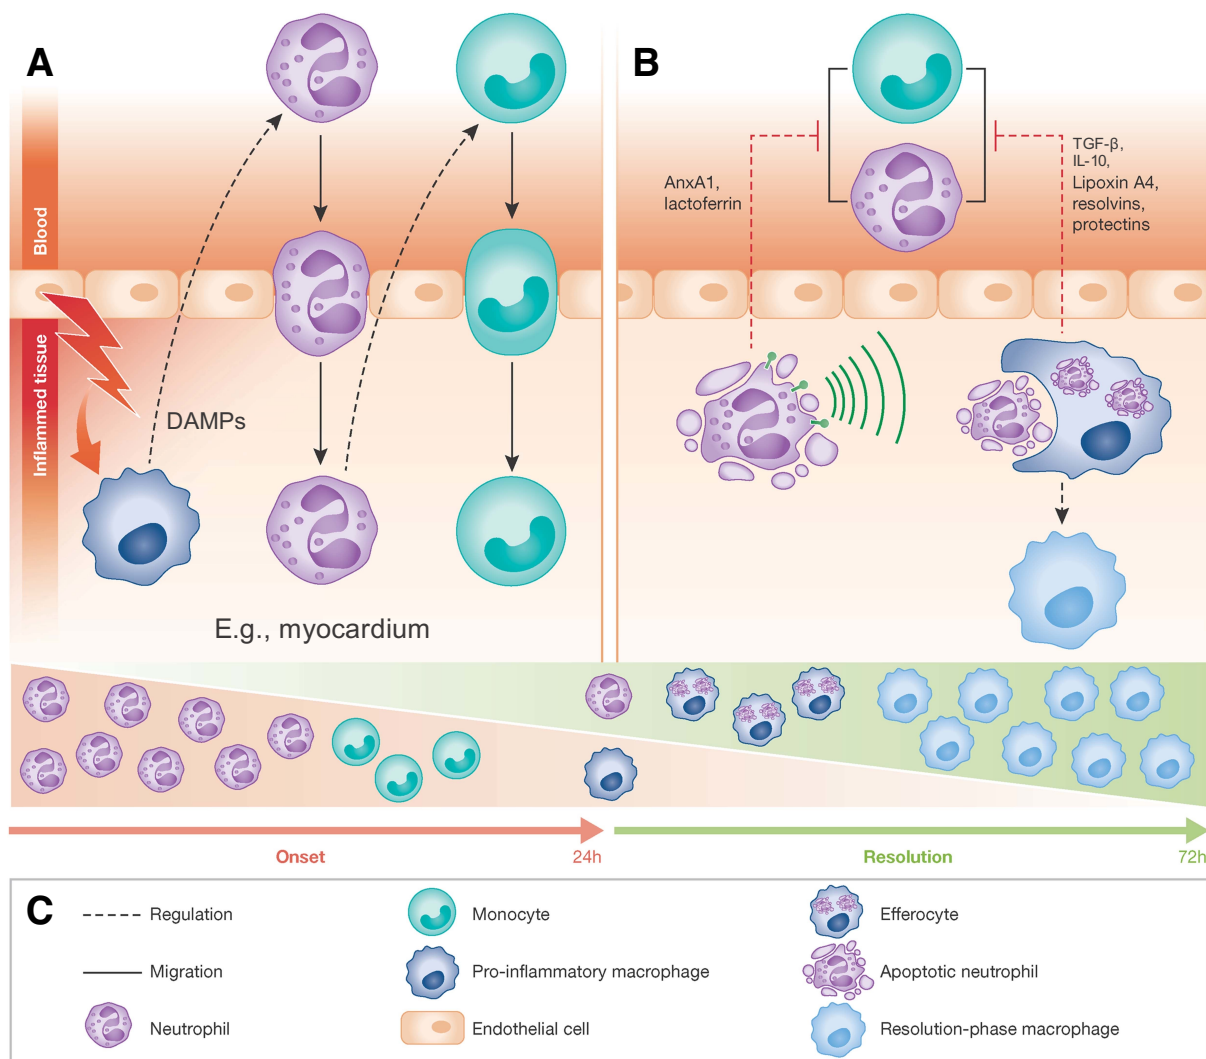 A
B
Blood
Inflammed tissue
DAMPs
E.g., myocardium
AnxA1,
lactoferrin
TGF-β,
IL-10,
Lipoxin A4,
resolvins,
protectins
Onset
24h
Resolution
72h
C
Regulation
Migration
Neutrophil
Monocyte
Pro-inflammatory macrophage
Endothelial cell
Efferocyte
Apoptotic neutrophil
Resolution-phase macrophage